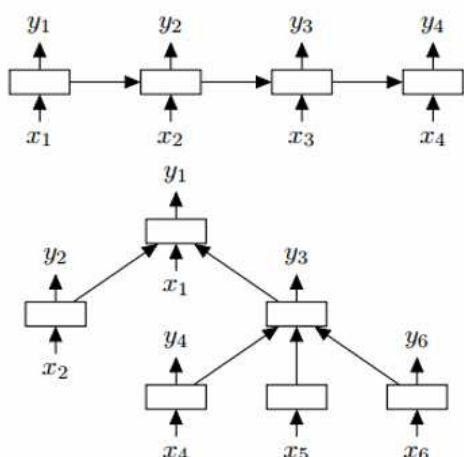 y1 y2 y3 y4
x1 x2 x3 x4
y1
y2 x1 y3
x2 y4 y6
x4 x5 x6